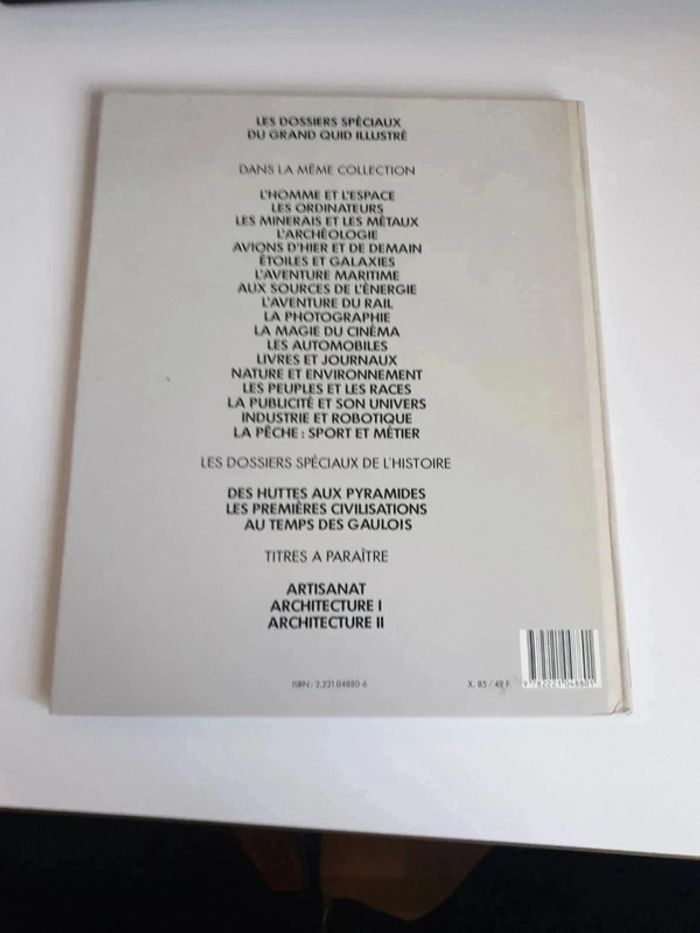 LES DOSSIERS SPÉCIAUX
DU GRAND QUID ILLUSTRÉ
DANS LA MÊME COLLECTION
L'HOMME ET L'ESPACE
LES ORDINATEURS
LES MINERAIS ET LES MÉTAUX
L'ARCHÉOLOGIE
AVIONS D'HIER ET DE DEMAIN
ÉTOILES ET GALAXIES
L'AVENTURE MARITIME
AUX SOURCES DE L'ÉNERGIE
L'AVENTURE DU RAIL
LA PHOTOGRAPHIE
LA MAGIE DU CINÉMA
LES AUTOMOBILES
LIVRES ET JOURNAUX
NATURE ET ENVIRONNEMENT
LES PEUPLES ET LES RACES
LA PUBLICITÉ ET SON UNIVERS
INDUSTRIE ET ROBOTIQUE
LA PÊCHE : SPORT ET MÉTIER
LES DOSSIERS SPÉCIAUX DE L'HISTOIRE
DES HUTTES AUX PYRAMIDES
LES PREMIÈRES CIVILISATIONS
AU TEMPS DES GAULOIS
TITRES A PARAÎTRE
ARTISANAT
ARCHITECTURE I
ARCHITECTURE II
ISBN : 2.221.04880-6
X. 85 / 49 F.
9 782221 048801